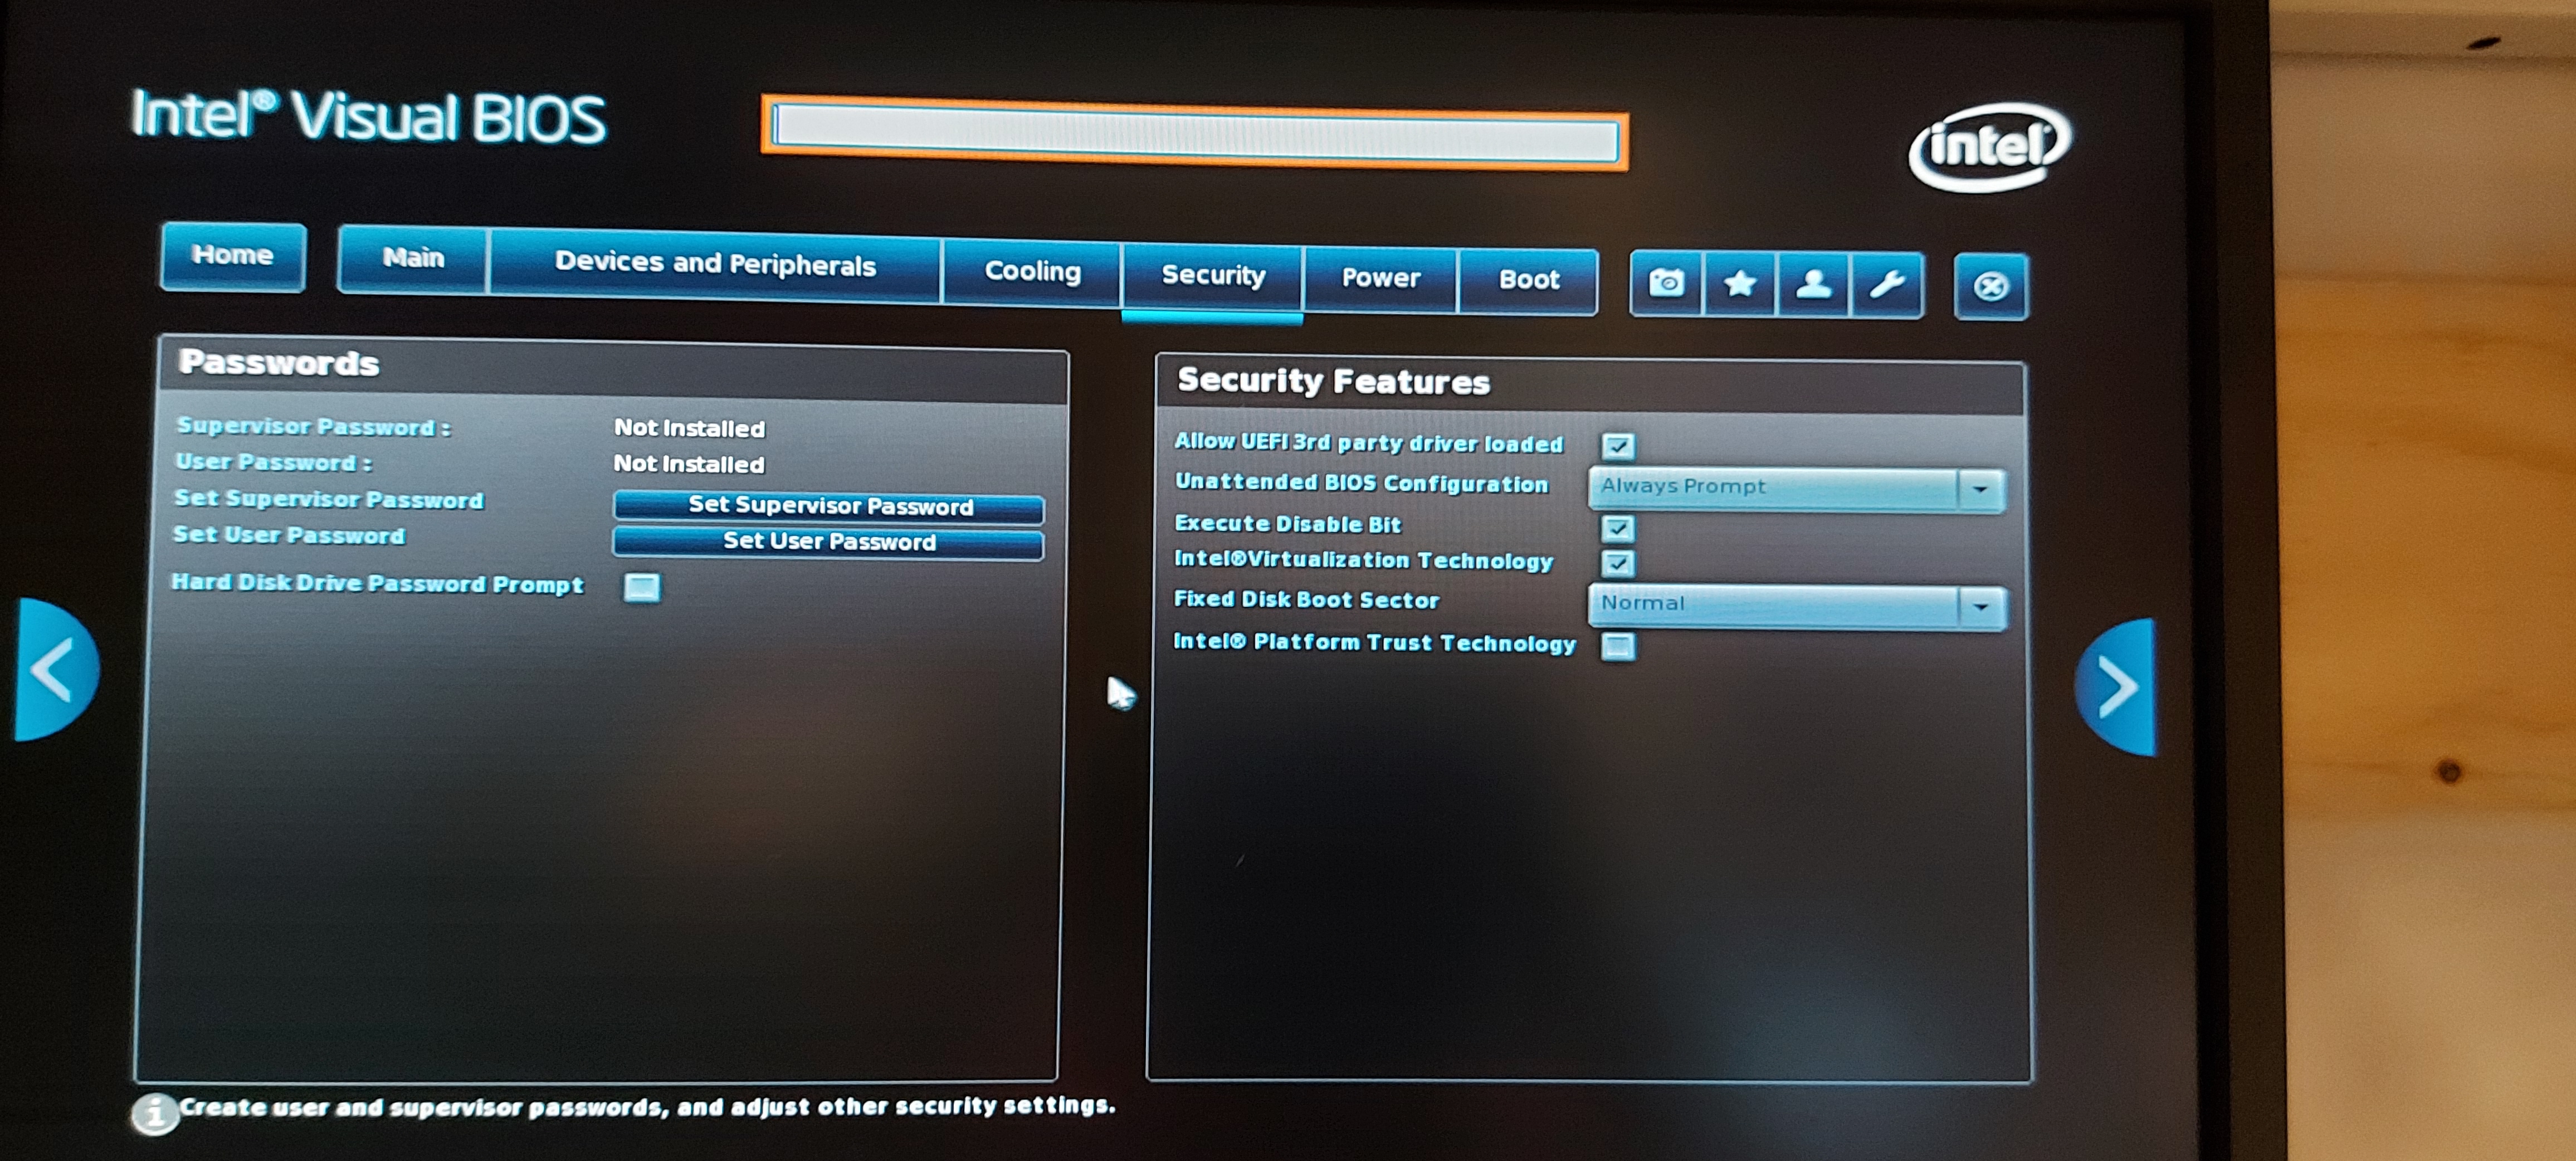 Intel® Visual BIOS
intel
Home Main Devices and Peripherals Cooling Security Power Boot
Passwords
Supervisor Password : Not Installed
User Password : Not Installed
Set Supervisor Password Set Supervisor Password
Set User Password Set User Password
Hard Disk Drive Password Prompt
Security Features
Allow UEFI 3rd party driver loaded
Unattended BIOS Configuration Always Prompt
Execute Disable Bit
Intel®Virtualization Technology
Fixed Disk Boot Sector Normal
Intel® Platform Trust Technology
Create user and supervisor passwords, and adjust other security settings.